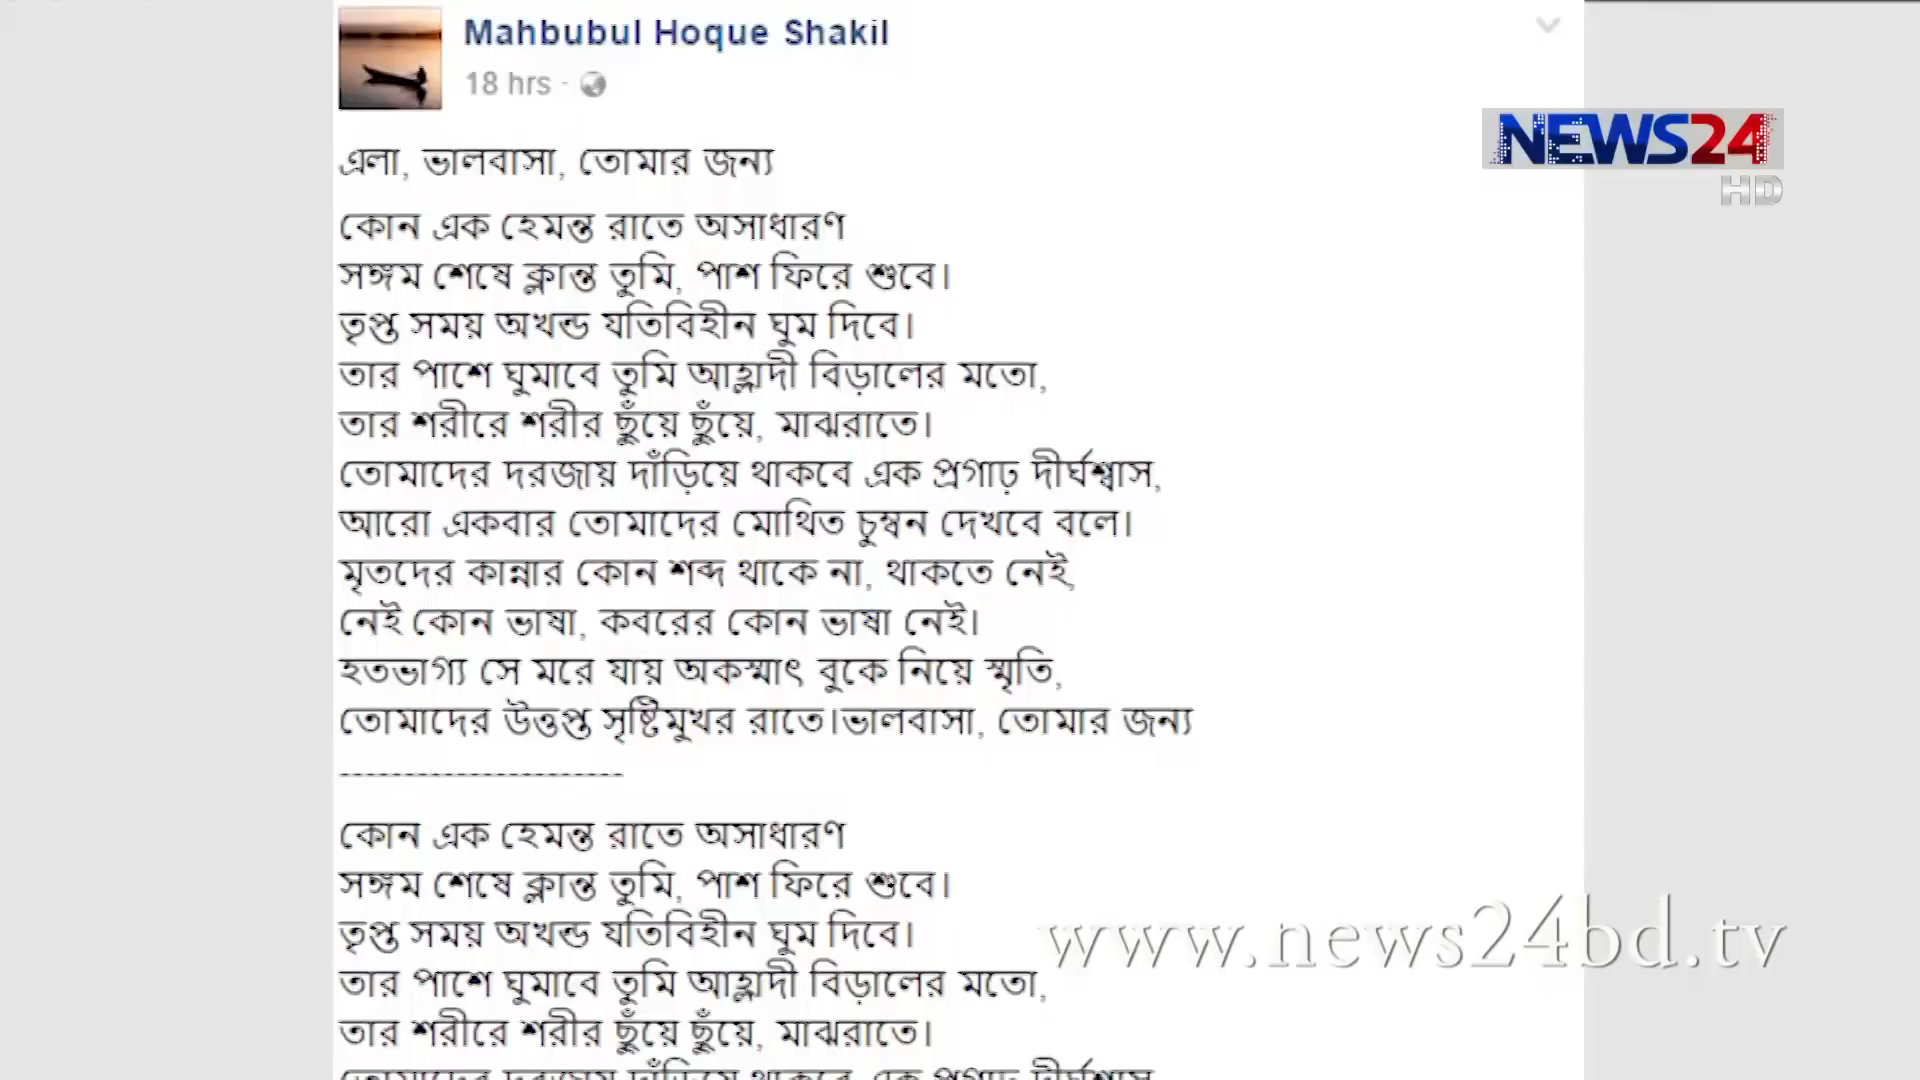 Mahbubul Hoque Shakil
18 hrs ·
NEWS24
HD
এলা, ভালবাসা, তোমার জন্য
কোন এক হেমন্ত রাতে অসাধারণ
সঙ্গম শেষে ক্লান্ত তুমি, পাশ ফিরে শুবে।
তৃপ্ত সময় অখন্ড যতিবিহীন ঘুম দিবে।
তার পাশে ঘুমাবে তুমি আহ্লাদী বিড়ালের মতো,
তার শরীরে শরীর ছুঁয়ে ছুঁয়ে, মাঝরাতে।
তোমাদের দরজায় দাঁড়িয়ে থাকবে এক প্রগাঢ় দীর্ঘশ্বাস,
আরো একবার তোমাদের মোথিত চুম্বন দেখবে বলে।
মৃতদের কান্নার কোন শব্দ থাকে না, থাকতে নেই,
নেই কোন ভাষা, কবরের কোন ভাষা নেই।
হতভাগ্য সে মরে যায় অকস্মাৎ বুকে নিয়ে স্মৃতি,
তোমাদের উত্তপ্ত সৃষ্টিমুখর রাতে।ভালবাসা, তোমার জন্য
----------------------
কোন এক হেমন্ত রাতে অসাধারণ
সঙ্গম শেষে ক্লান্ত তুমি, পাশ ফিরে শুবে।
তৃপ্ত সময় অখন্ড যতিবিহীন ঘুম দিবে।
www.news24bd.tv
তার পাশে ঘুমাবে তুমি আহ্লাদী বিড়ালের মতো,
তার শরীরে শরীর ছুঁয়ে ছুঁয়ে, মাঝরাতে।